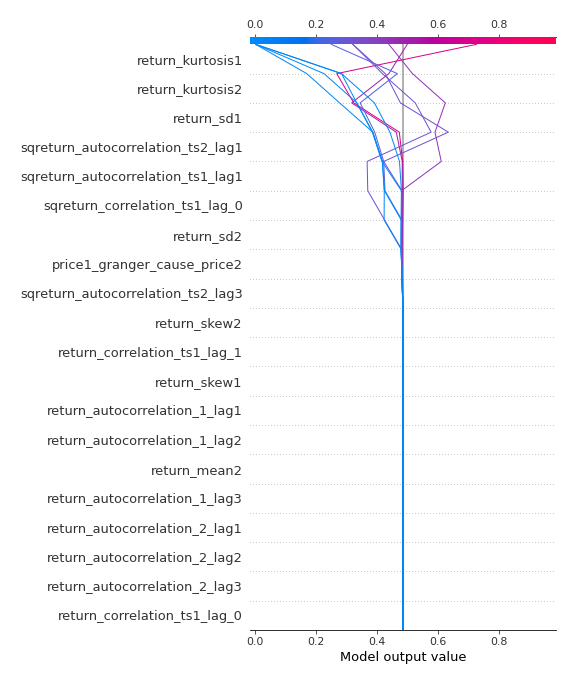 0.0 0.2 0.4 0.6 0.8
return_kurtosis1
return_kurtosis2
return_sd1
sqreturn_autocorrelation_ts2_lag1
sqreturn_autocorrelation_ts1_lag1
sqreturn_correlation_ts1_lag_0
return_sd2
price1_granger_cause_price2
sqreturn_autocorrelation_ts2_lag3
return_skew2
return_correlation_ts1_lag_1
return_skew1
return_autocorrelation_1_lag1
return_autocorrelation_1_lag2
return_mean2
return_autocorrelation_1_lag3
return_autocorrelation_2_lag1
return_autocorrelation_2_lag2
return_autocorrelation_2_lag3
return_correlation_ts1_lag_0
0.0 0.2 0.4 0.6 0.8
Model output value